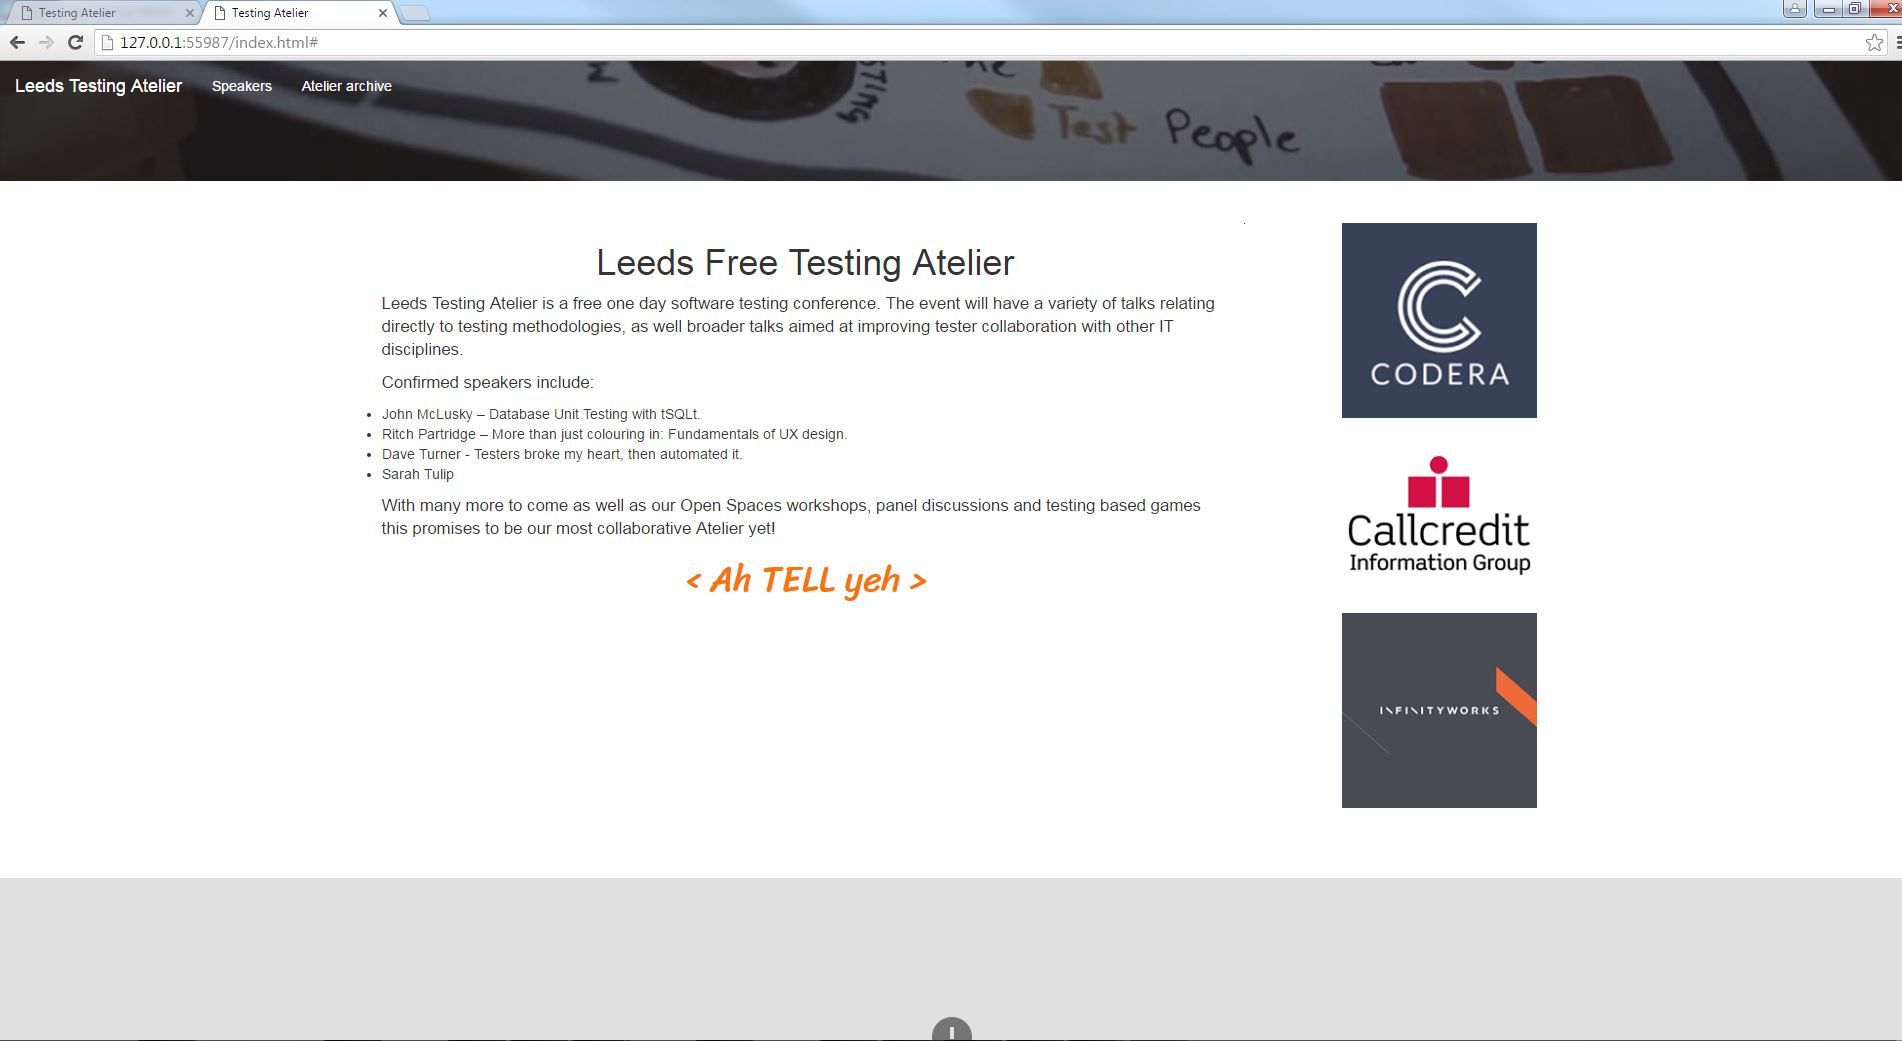 Testing Atelier
Testing Atelier
127.0.0.1:55987/index.html#
Leeds Testing Atelier
Speakers
Atelier archive
STING
The
Test People
Leeds Free Testing Atelier
Leeds Testing Atelier is a free one day software testing conference. The event will have a variety of talks relating
directly to testing methodologies, as well broader talks aimed at improving tester collaboration with other IT
disciplines.
Confirmed speakers include:
• John McLusky – Database Unit Testing with tSQLt.
• Ritch Partridge – More than just colouring in: Fundamentals of UX design.
• Dave Turner - Testers broke my heart, then automated it.
• Sarah Tulip
With many more to come as well as our Open Spaces workshops, panel discussions and testing based games
this promises to be our most collaborative Atelier yet!
< Ah TELL yeh >
CODERA
Callcredit
Information Group
INFINITYWORKS